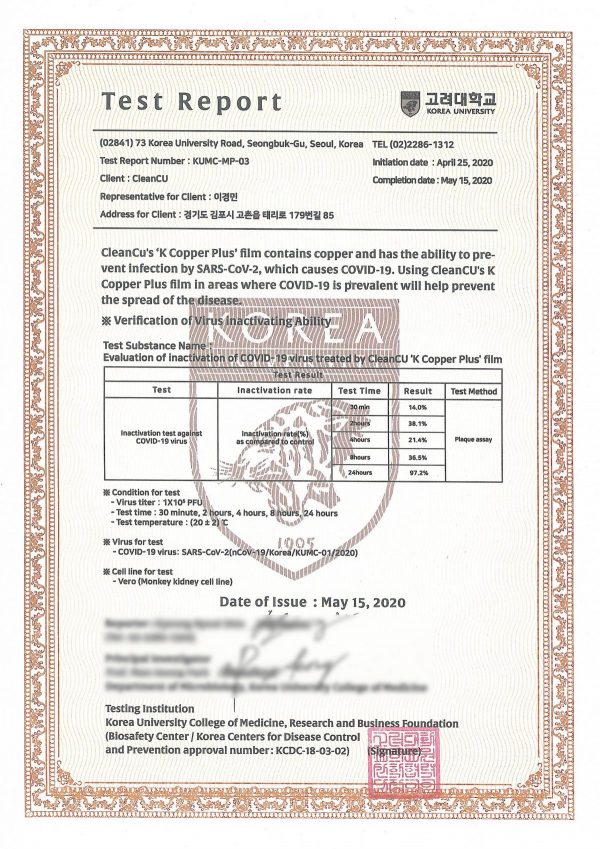 Test Report
고려대학교
KOREA UNIVERSITY
(02841) 73 Korea University Road, Seongbuk-Gu, Seoul, Korea TEL (02)2286-1312
Test Report Number : KUMC-MP-03 Initiation date : April 25, 2020
Client : CleanCU Completion date : May 15, 2020
Representative for Client : 이경민
Address for Client : 경기도 김포시 고촌읍 태리로 179번길 85
CleanCu's 'K Copper Plus' film contains copper and has the ability to pre-
vent infection by SARS-CoV-2, which causes COVID-19. Using CleanCU's K
Copper Plus film in areas where COVID-19 is prevalent will help prevent
the spread of the disease.
※ Verification of Virus Inactivating Ability
KOREA
UNIVERSITY
Test Substance Name :
Evaluation of inactivation of COVID-19 virus treated by CleanCU 'K Copper Plus' film
Test Result
Test Inactivation rate Test Time Result Test Method
Inactivation test against
COVID-19 virus
Inactivation rate(%)
as compared to control
30 min 14.0%
2hours 38.1%
4hours 21.4%
8hours 36.5%
24hours 97.2%
Plaque assay
※ Condition for test
- Virus titer : 1X10⁵ PFU
- Test time : 30 minute, 2 hours, 4 hours, 8 hours, 24 hours
- Test temperature : (20 ± 2) ℃
1905
※ Virus for test
- COVID-19 virus: SARS-CoV-2(nCoV-19/Korea/KUMC-01/2020)
※ Cell line for test
- Vero (Monkey kidney cell line)
Date of Issue : May 15, 2020
Testing Institution
Korea University College of Medicine, Research and Business Foundation
(Biosafety Center / Korea Centers for Disease Control
and Prevention approval number : KCDC-18-03-02) (Signature)